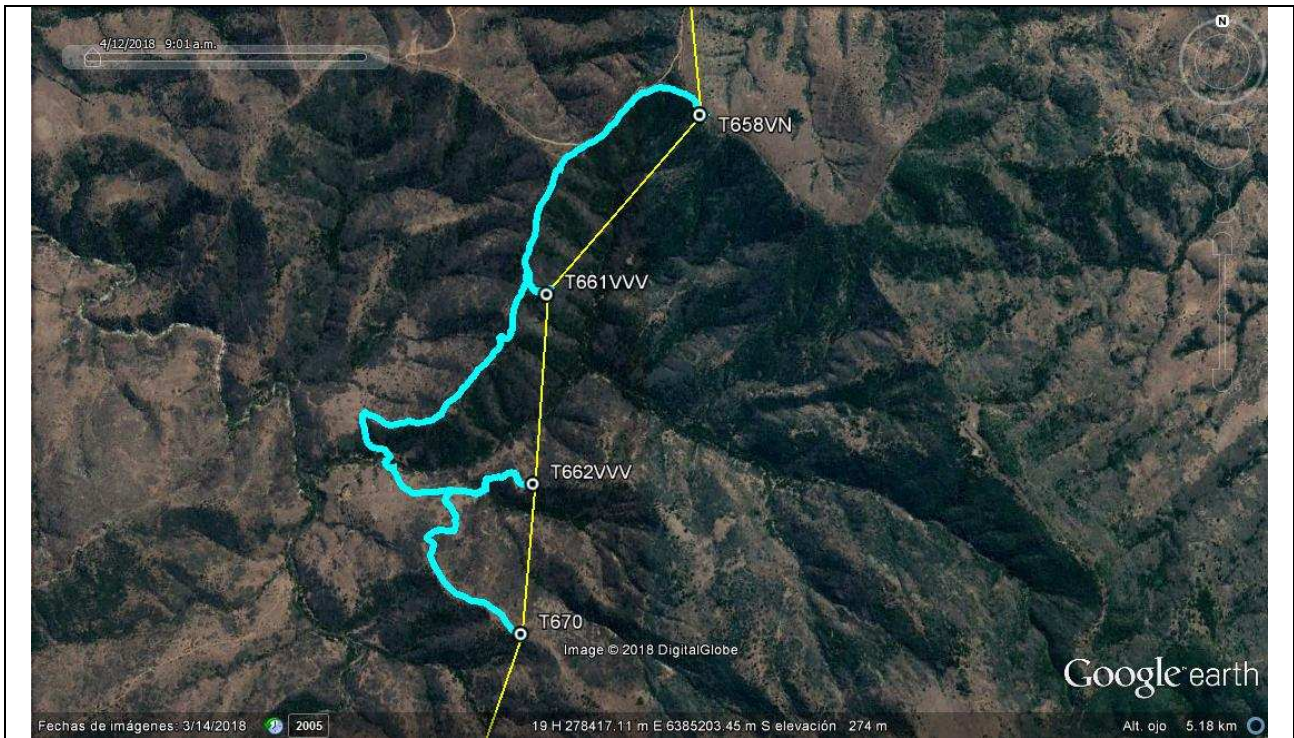 N
4/12/2018 9:01 a.m.
T658VN
T661VVV
T662VVV
T670
Image © 2018 DigitalGlobe
Google earth
Fechas de imágenes: 3/14/2018 2005 19 H 278417.11 m E 6385203.45 m S elevación 274 m Alt. ojo 5.18 km